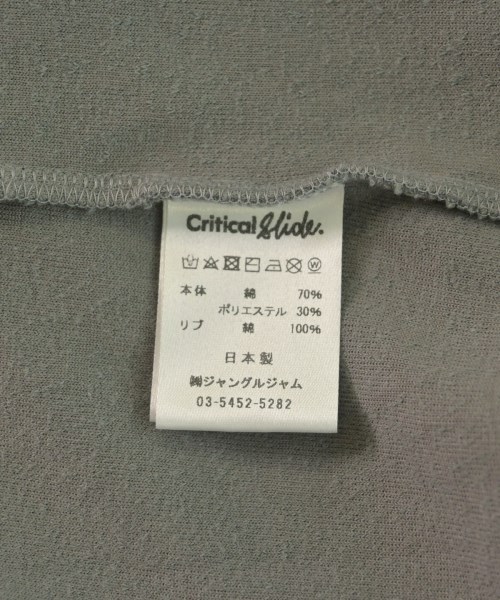 Critical Slide.
本体 綿 70%
ポリエステル 30%
リブ 綿 100%
日本製
㈱ジャングルジャム
03-5452-5282